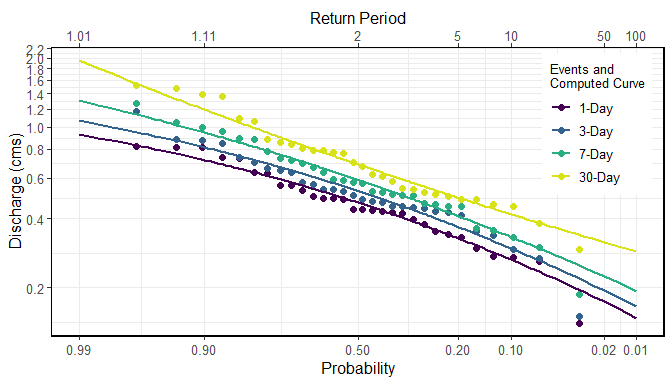 Return Period
1.01 1.11 2 5 10 50 100
2.2
2.0
1.8
1.6
1.4
1.2
1.0
0.8
0.6
0.4
0.2
Discharge (cms)
Events and
Computed Curve
1-Day
3-Day
7-Day
30-Day
0.99 0.90 0.50 0.20 0.10 0.02 0.01
Probability